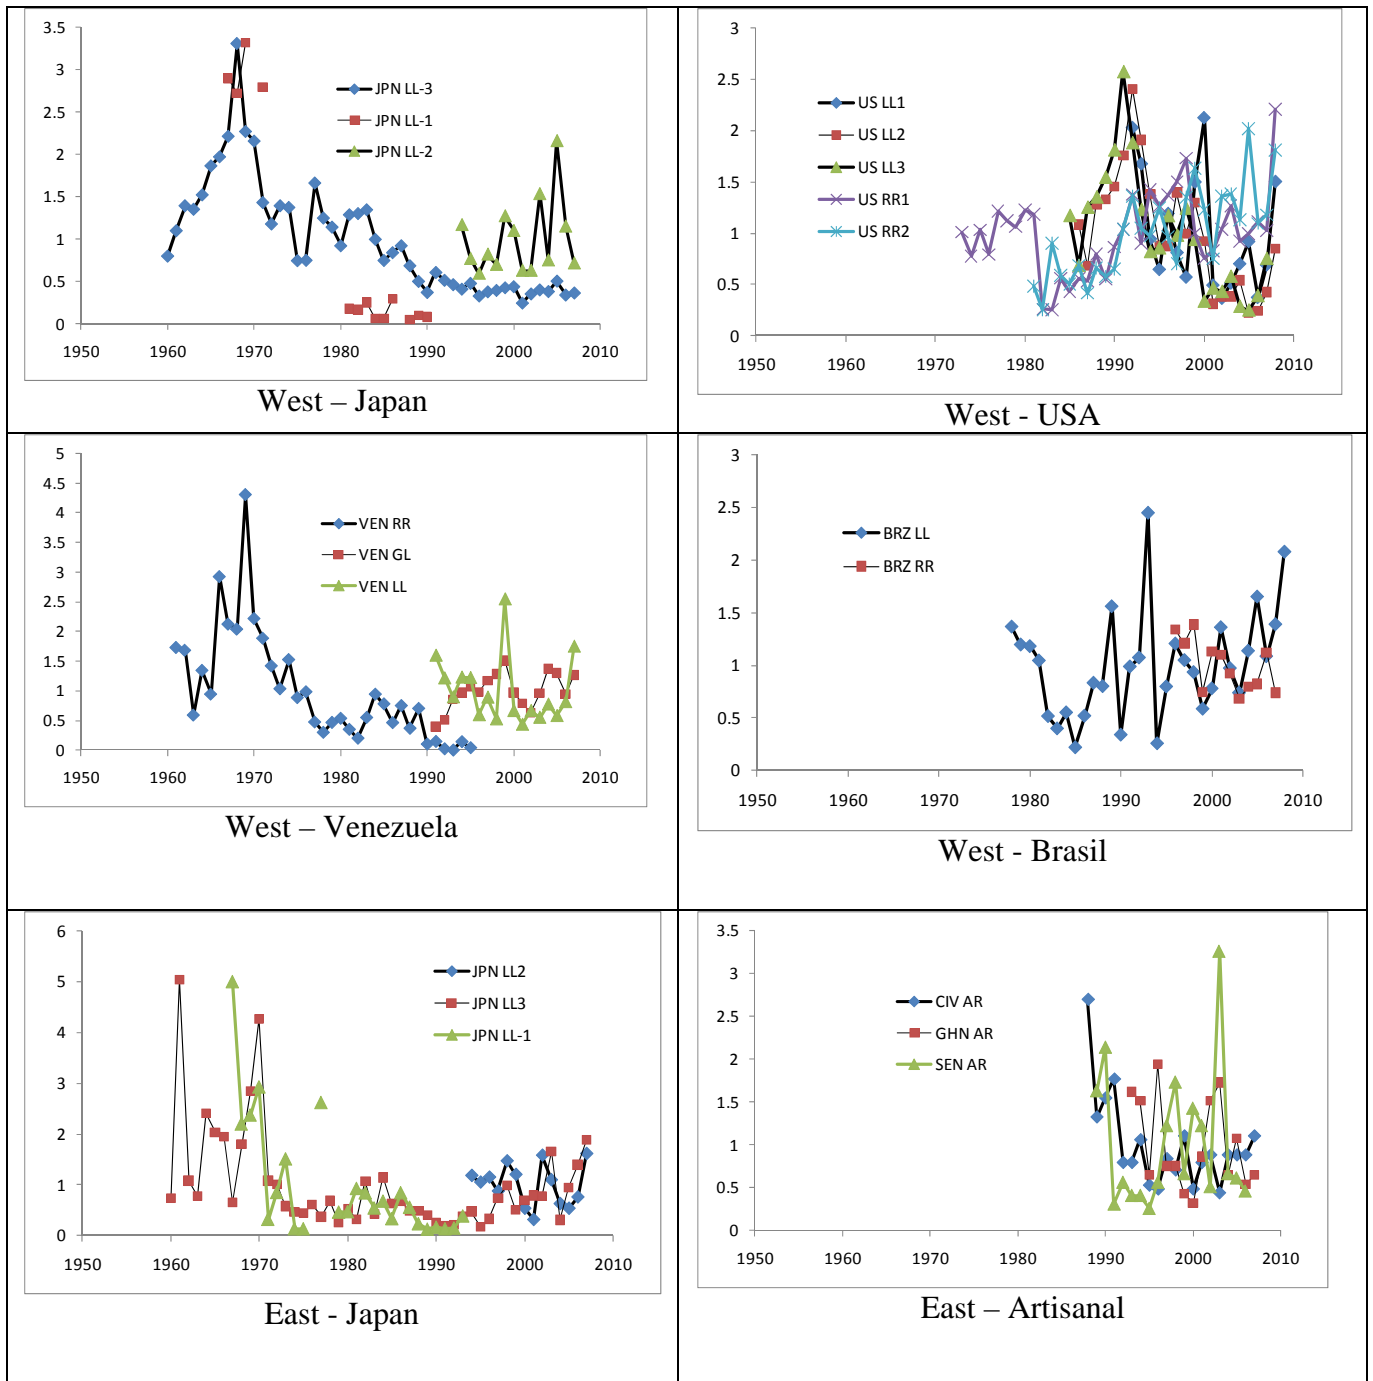 3.5
3
2.5
2
1.5
1
0.5
0
1950 1960 1970 1980 1990 2000 2010
JPN LL-3
JPN LL-1
JPN LL-2
West – Japan
3
2.5
2
1.5
1
0.5
0
1950 1960 1970 1980 1990 2000 2010
US LL1
US LL2
US LL3
US RR1
US RR2
West - USA
5
4.5
4
3.5
3
2.5
2
1.5
1
0.5
0
1950 1960 1970 1980 1990 2000 2010
VEN RR
VEN GL
VEN LL
West – Venezuela
3
2.5
2
1.5
1
0.5
0
1950 1960 1970 1980 1990 2000 2010
BRZ LL
BRZ RR
West - Brasil
6
5
4
3
2
1
0
1950 1960 1970 1980 1990 2000 2010
JPN LL2
JPN LL3
JPN LL-1
East - Japan
3.5
3
2.5
2
1.5
1
0.5
0
1950 1960 1970 1980 1990 2000 2010
CIV AR
GHN AR
SEN AR
East – Artisanal